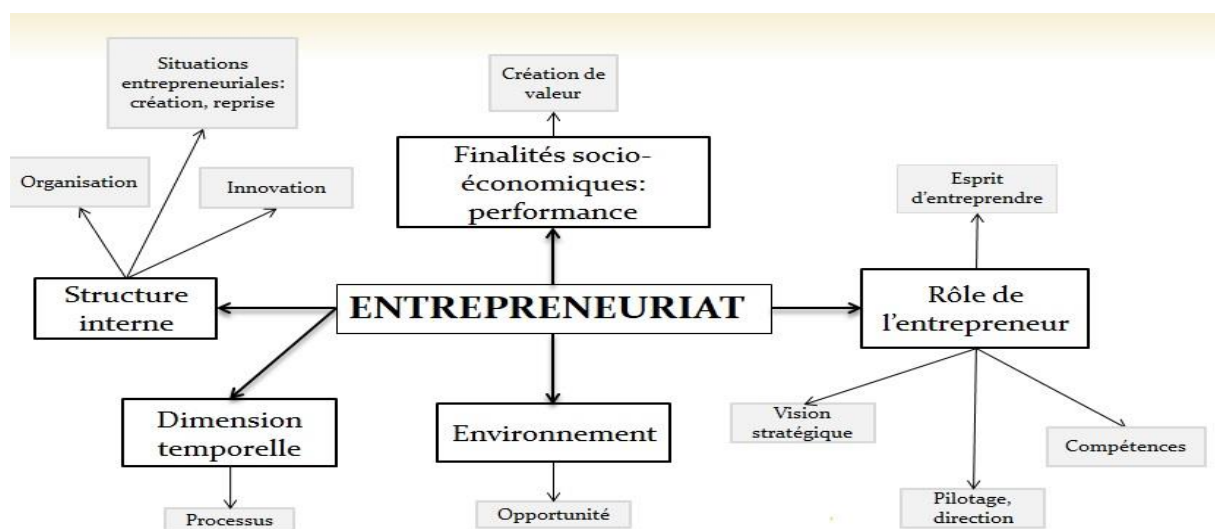 Situations
entrepreneuriales:
création, reprise
Création de
valeur
Organisation
Innovation
Finalités socio-
économiques:
performance
Esprit
d’entreprendre
Structure
interne
ENTREPRENEURIAT
Rôle de
l’entrepreneur
Dimension
temporelle
Environnement
Vision
stratégique
Compétences
Processus
Opportunité
Pilotage,
direction